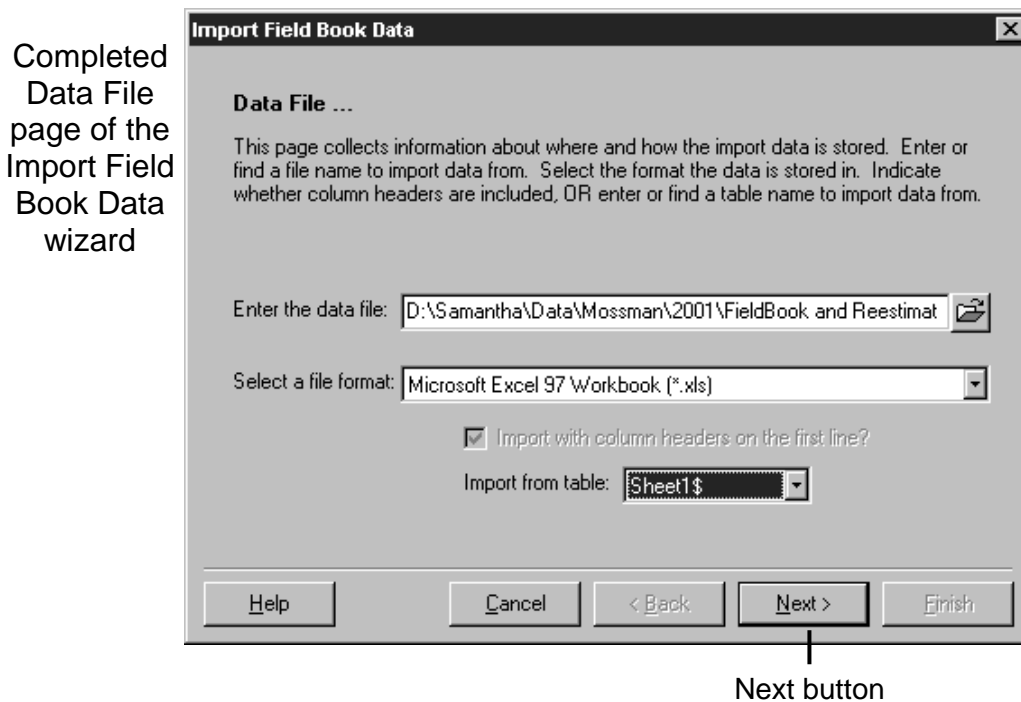 Completed
Data File
page of the
Import Field
Book Data
wizard
Import Field Book Data
Data File ...
This page collects information about where and how the import data is stored. Enter or
find a file name to import data from. Select the format the data is stored in. Indicate
whether column headers are included, OR enter or find a table name to import data from.
Enter the data file: D:\Samantha\Data\Mossman\2001\FieldBook and Reestimat
Select a file format: Microsoft Excel 97 Workbook (*.xls)
Import with column headers on the first line?
Import from table: Sheet1$
Help Cancel < Back Next > Finish
Next button